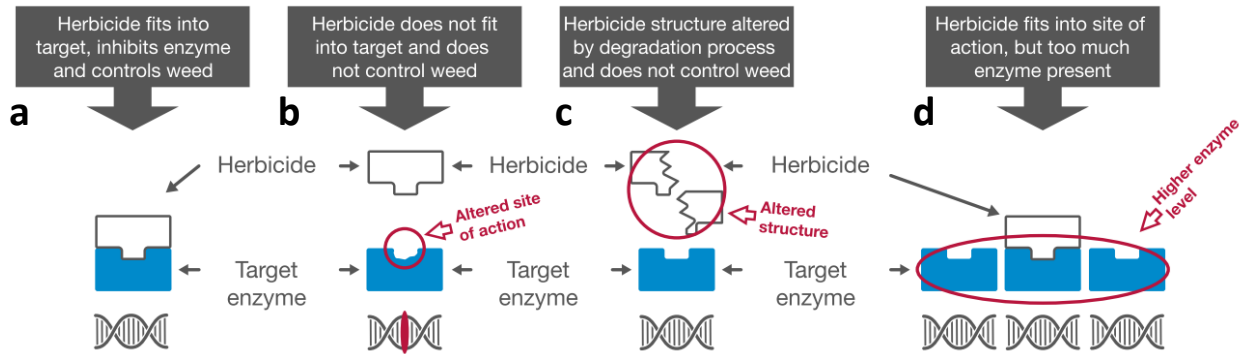 Herbicide fits into
target, inhibits enzyme
and controls weed
Herbicide does not fit
into target and does
not control weed
Herbicide structure altered
by degradation process
and does not control weed
Herbicide fits into site of
action, but too much
enzyme present
a
b
c
d
Herbicide
Herbicide
Herbicide
Altered site
of action
Altered
structure
Higher enzyme
level
Target
enzyme
Target
enzyme
Target
enzyme